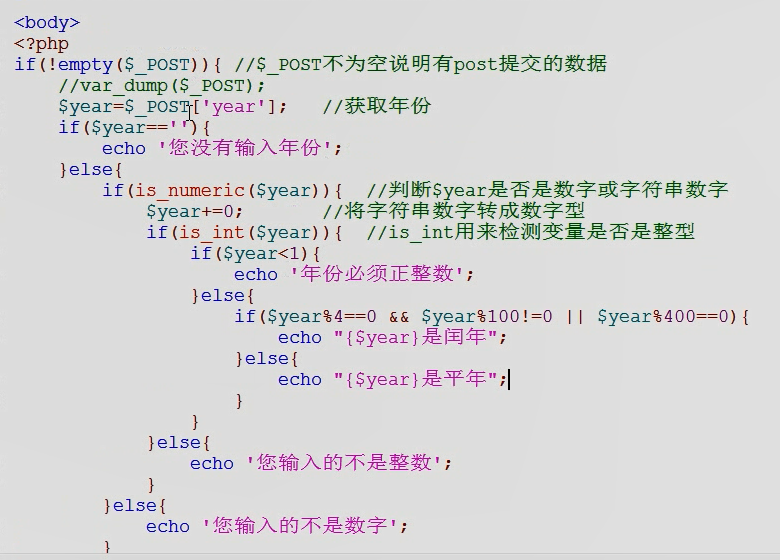 <body>
<?php
if(!empty($_POST)){ //$_POST不为空说明有post提交的数据
    //var_dump($_POST);
    $year=$_POST['year'];   //获取年份
    if($year==''){
        echo '您没有输入年份';
    }else{
        if(is_numeric($year)){  //判断$year是否是数字或字符串数字
            $year+=0;       //将字符串数字转成数字型
            if(is_int($year)){  //is_int用来检测变量是否是整型
                if($year<1){
                    echo '年份必须正整数';
                }else{
                    if($year%4==0 && $year%100!=0 || $year%400==0){
                        echo "{$year}是闰年";
                    }else{
                        echo "{$year}是平年";
                    }
                }
            }else{
                echo '您输入的不是整数';
            }
        }else{
            echo '您输入的不是数字';
        }